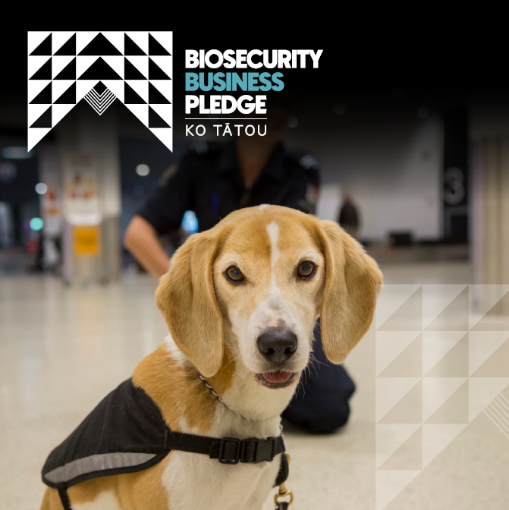 BIOSECURITY
BUSINESS
PLEDGE
KO TĀTOU
3